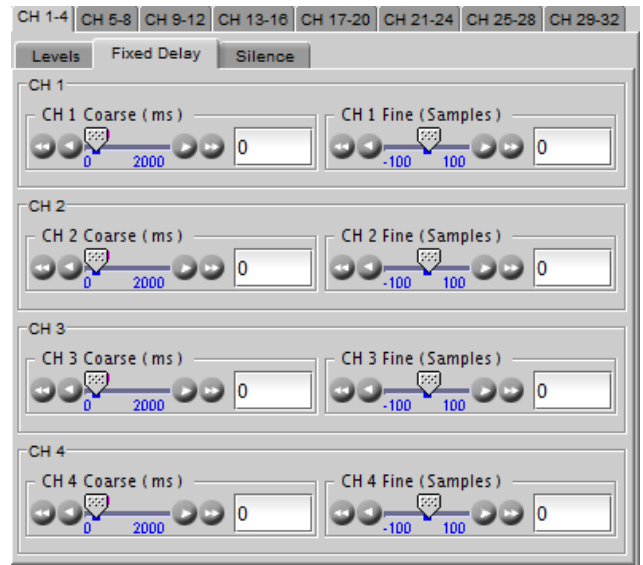 CH 1-4 CH 5-8 CH 9-12 CH 13-16 CH 17-20 CH 21-24 CH 25-28 CH 29-32
Levels Fixed Delay Silence
CH 1
CH 1 Coarse ( ms ) CH 1 Fine ( Samples )
0 0
0 2000 -100 100
CH 2
CH 2 Coarse ( ms ) CH 2 Fine ( Samples )
0 0
0 2000 -100 100
CH 3
CH 3 Coarse ( ms ) CH 3 Fine ( Samples )
0 0
0 2000 -100 100
CH 4
CH 4 Coarse ( ms ) CH 4 Fine ( Samples )
0 0
0 2000 -100 100